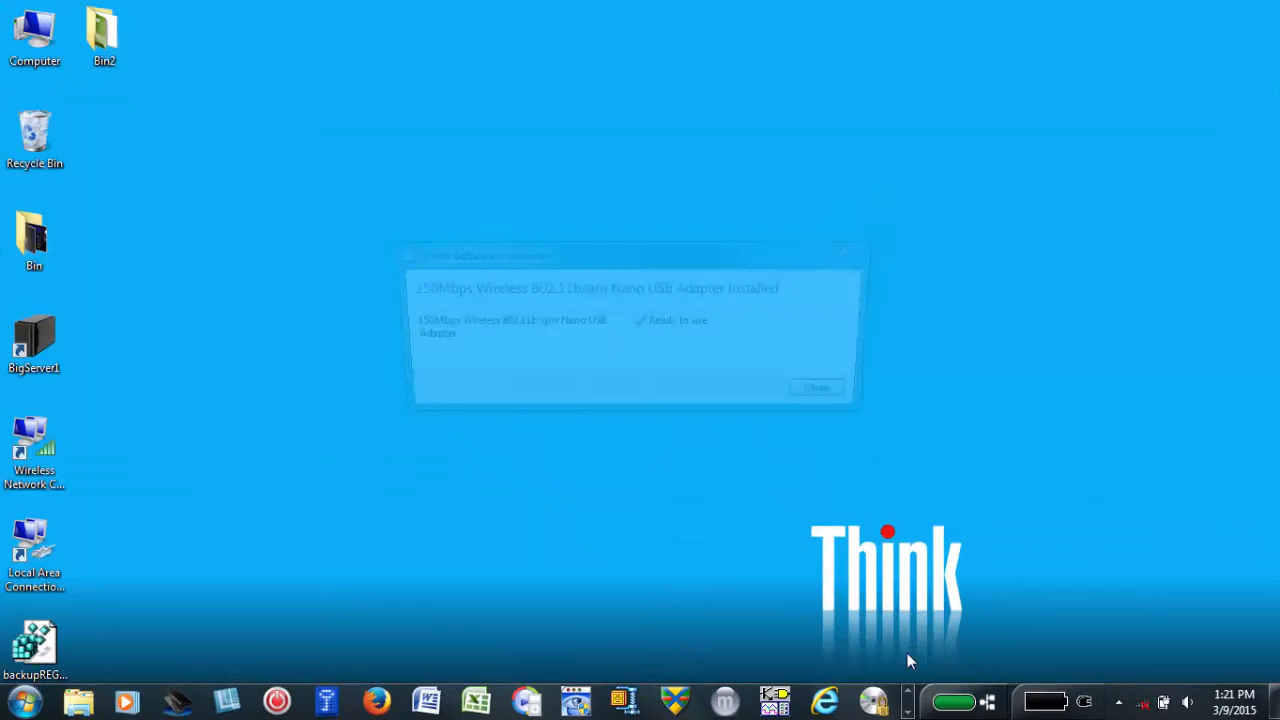 Computer
Bin2
Recycle Bin
Bin
BigServer1
Wireless
Network C...
Local Area
Connectio...
backupREG...
150Mbps Wireless 802.11b/g/n Nano USB Adapter Installed
150Mbps Wireless 802.11b/g/n Nano USB
Adapter
Ready to use
Close
Think
1:21 PM
3/9/2015